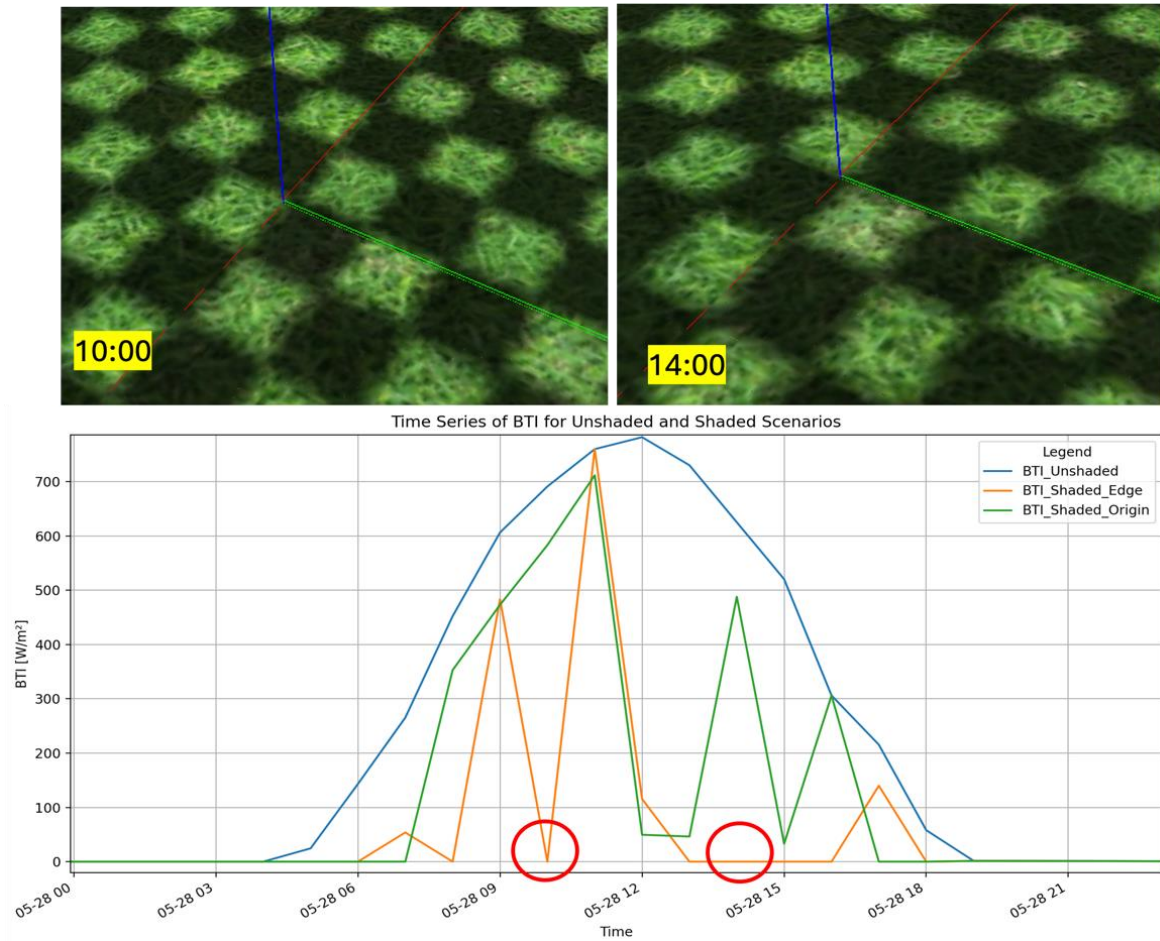 10:00
14:00
Time Series of BTI for Unshaded and Shaded Scenarios
BTI [W/m²]
700
600
500
400
300
200
100
0
Legend
BTI_Unshaded
BTI_Shaded_Edge
BTI_Shaded_Origin
05-28 00
05-28 03
05-28 06
05-28 09
05-28 12
05-28 15
05-28 18
05-28 21
Time